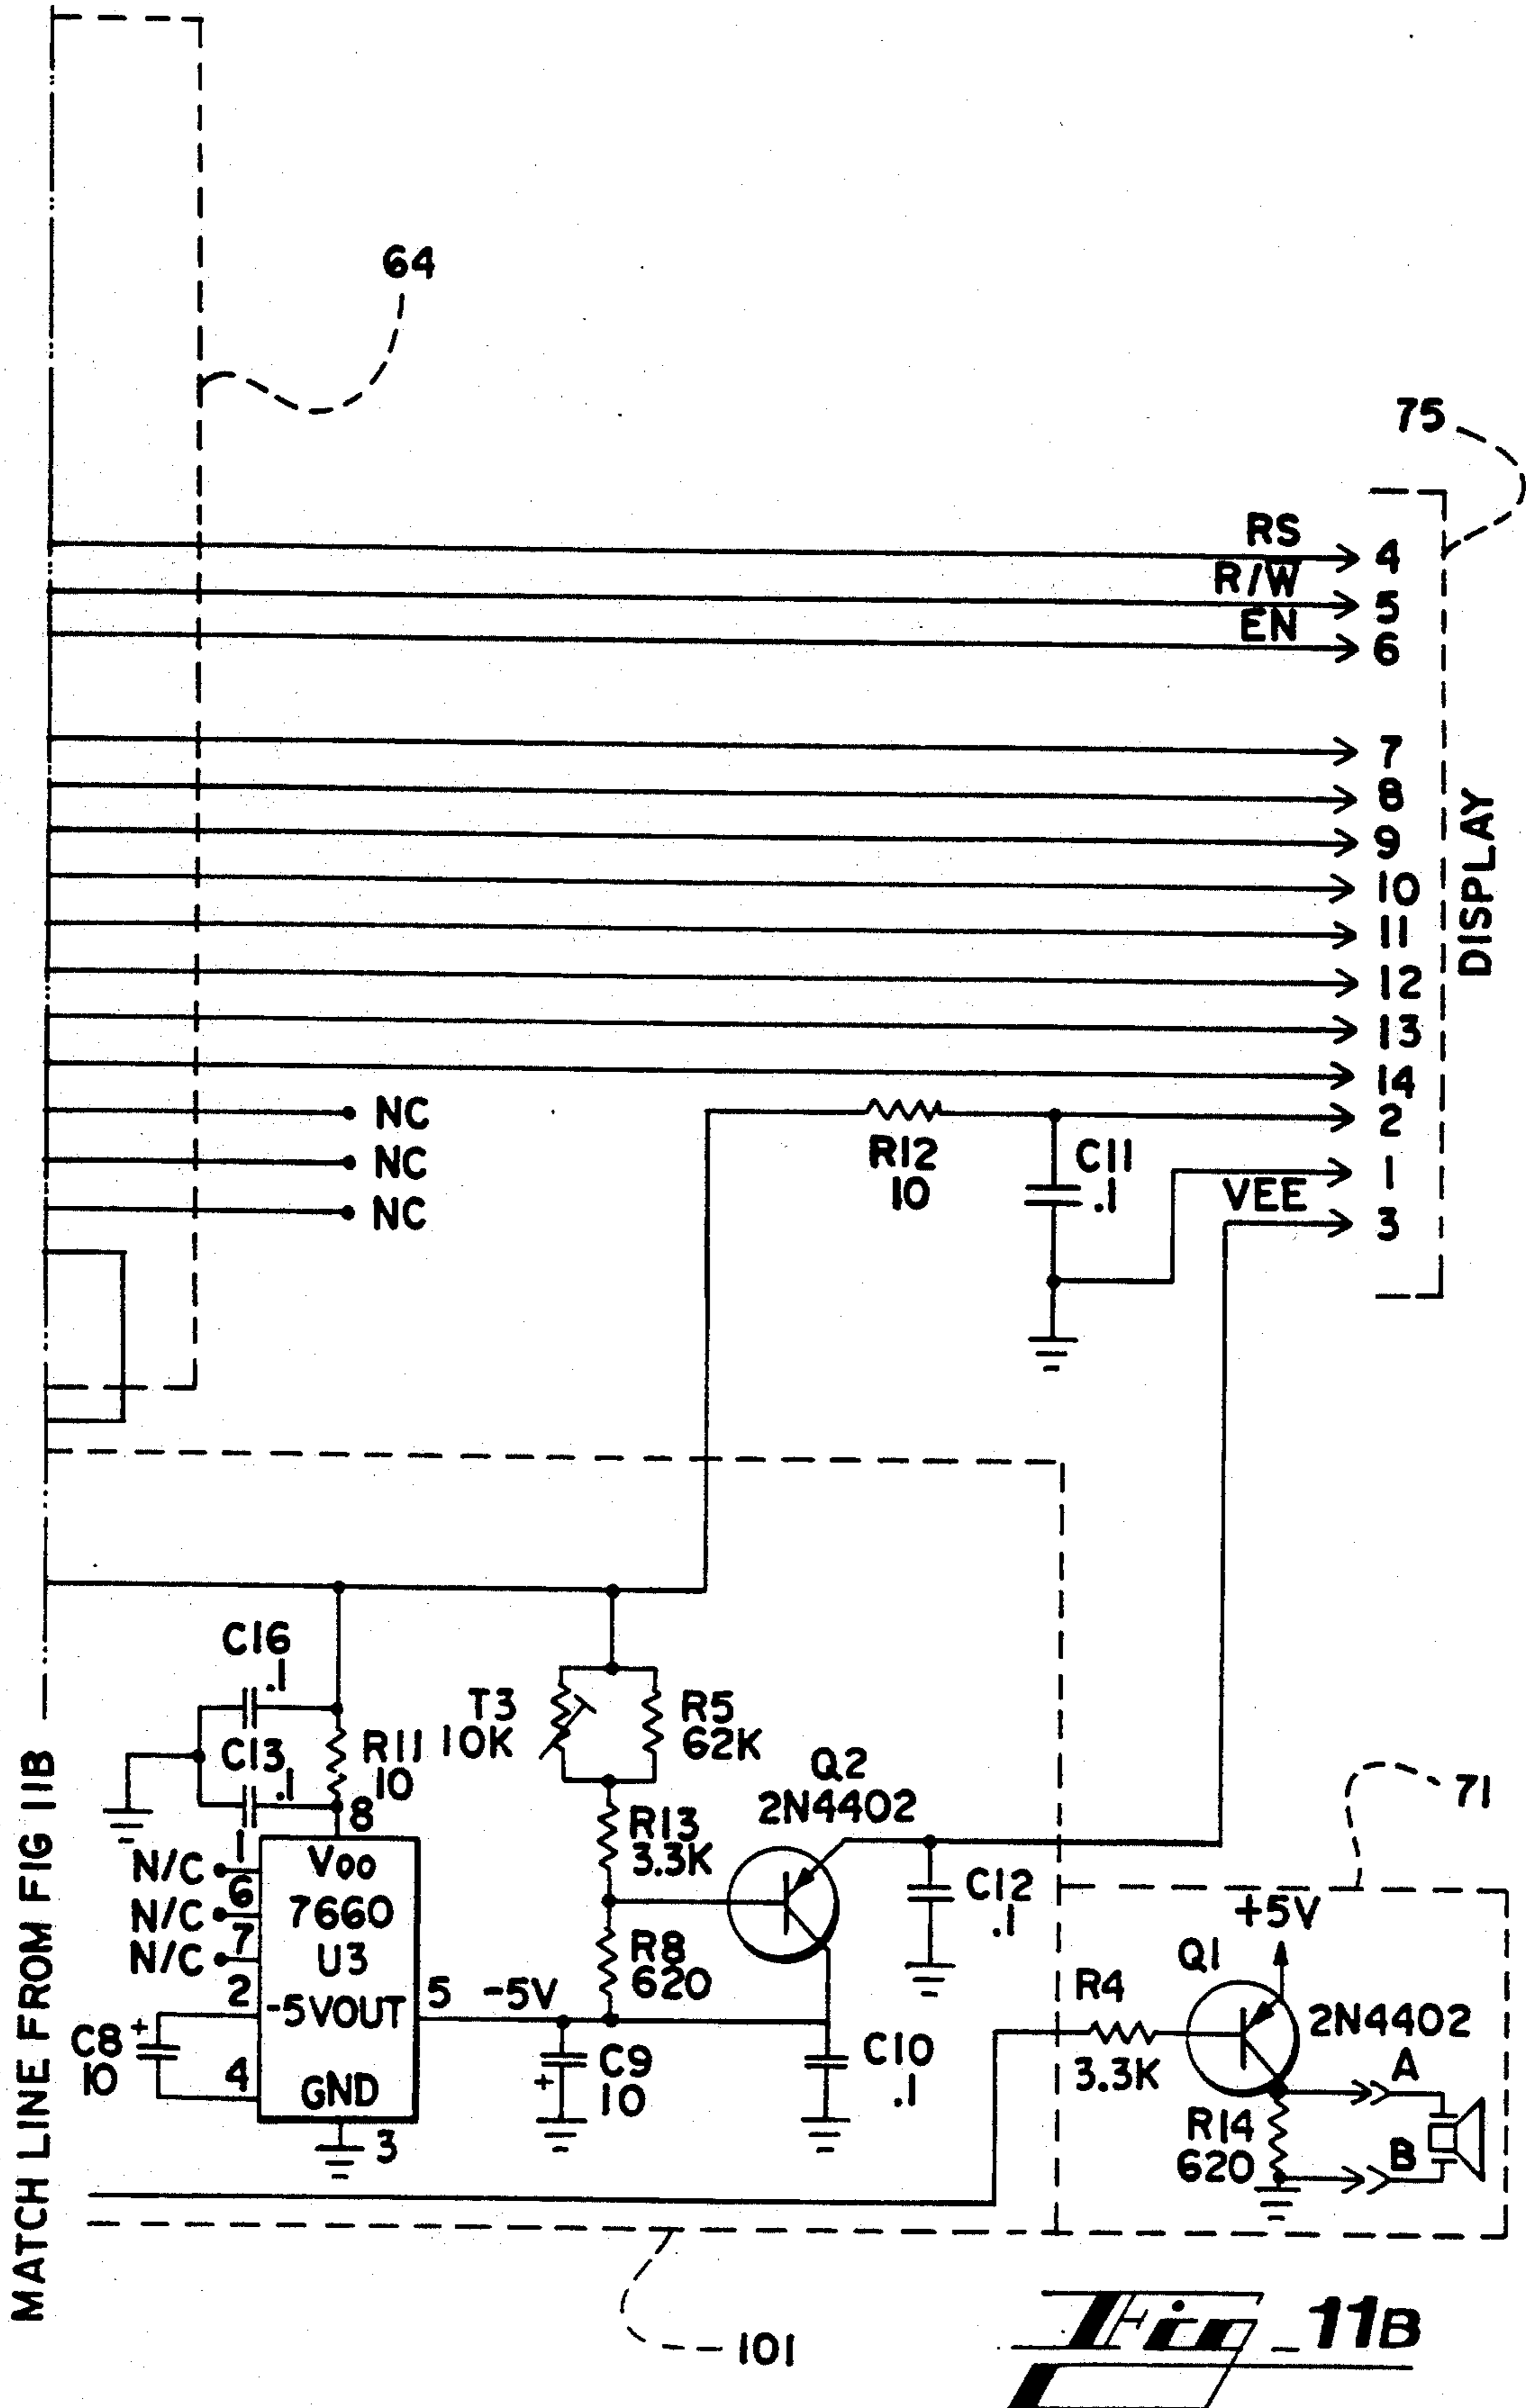 64
75
RS
4
R/W
5
EN
6
7
8
9
10
11
12
13
14
DISPLAY
NC
NC
NC
2
R12
10
C11
.1
1
VEE
3
C16
.1
C13
.1
R11
10
8
T3
10K
R5
62K
R13
3.3K
Q2
2N4402
C12
.1
71
N/C 1
N/C 6
N/C 7
2
4
Voo
7660
U3
-5VOUT
GND
3
5
-5V
R8
620
C8
+
10
C9
+
10
C10
.1
+5V
Q1
2N4402
R4
3.3K
A
R14
620
B
MATCH LINE FROM FIG 11B
101
Fig_11B